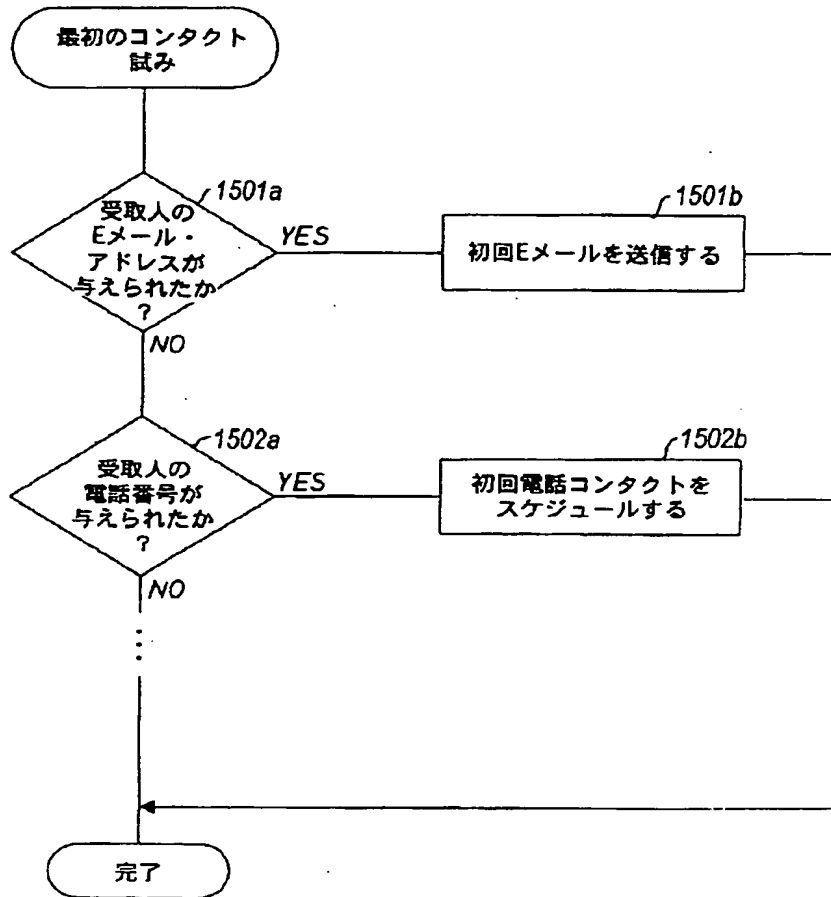 最初のコンタクト
試み
1501a
受取人の
Eメール・
アドレスが
与えられたか
?
YES
1501b
初回Eメールを送信する
NO
1502a
受取人の
電話番号が
与えられたか
?
YES
1502b
初回電話コンタクトを
スケジュールする
NO
完了